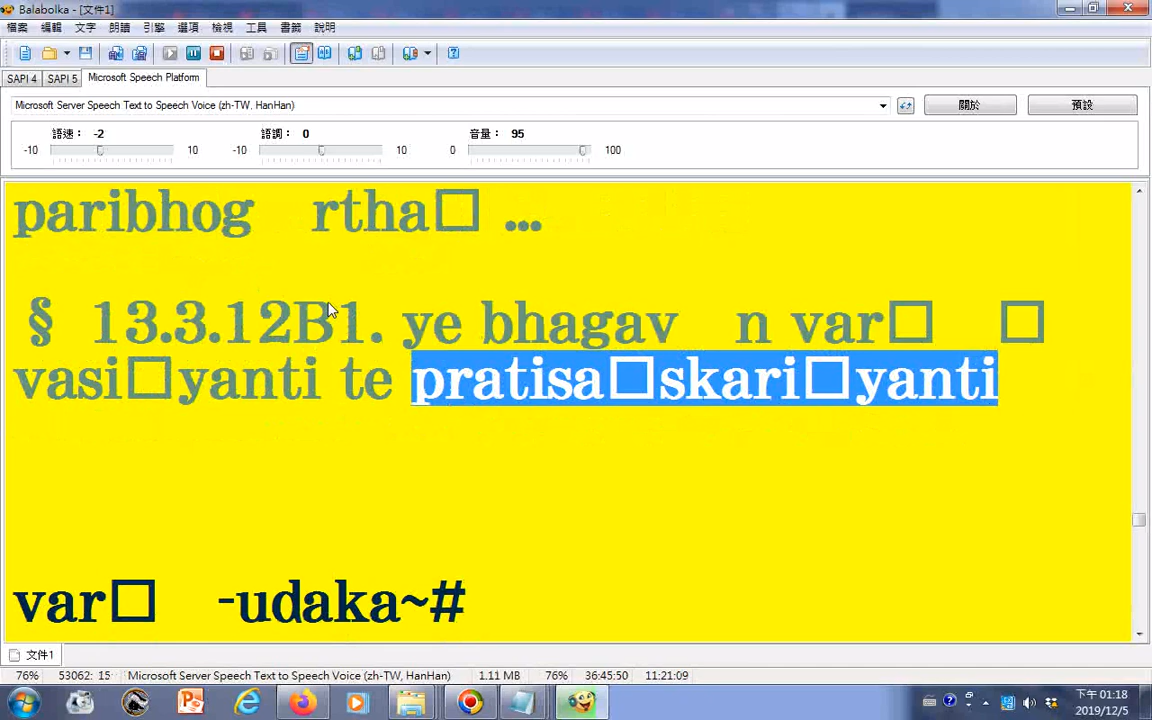 Balabolka - [文件1]
檔案 編輯 文字 朗讀 引擎 選項 檢視 工具 書籤 說明
SAPI 4 SAPI 5 Microsoft Speech Platform
Microsoft Server Speech Text to Speech Voice (zh-TW, HanHan) 關於 預設
語速： -2 語調： 0 音量： 95
-10 10 -10 10 0 100
paribhog rtha□ ...
§ 13.3.12B1. ye bhagav n var□ □
vasi□yanti te pratisa□skari□yanti
var□ -udaka~#
文件1
76% 53062: 15 Microsoft Server Speech Text to Speech Voice (zh-TW, HanHan) 1.11 MB 76% 36:45:50 11:21:09
下午 01:18
2019/12/5